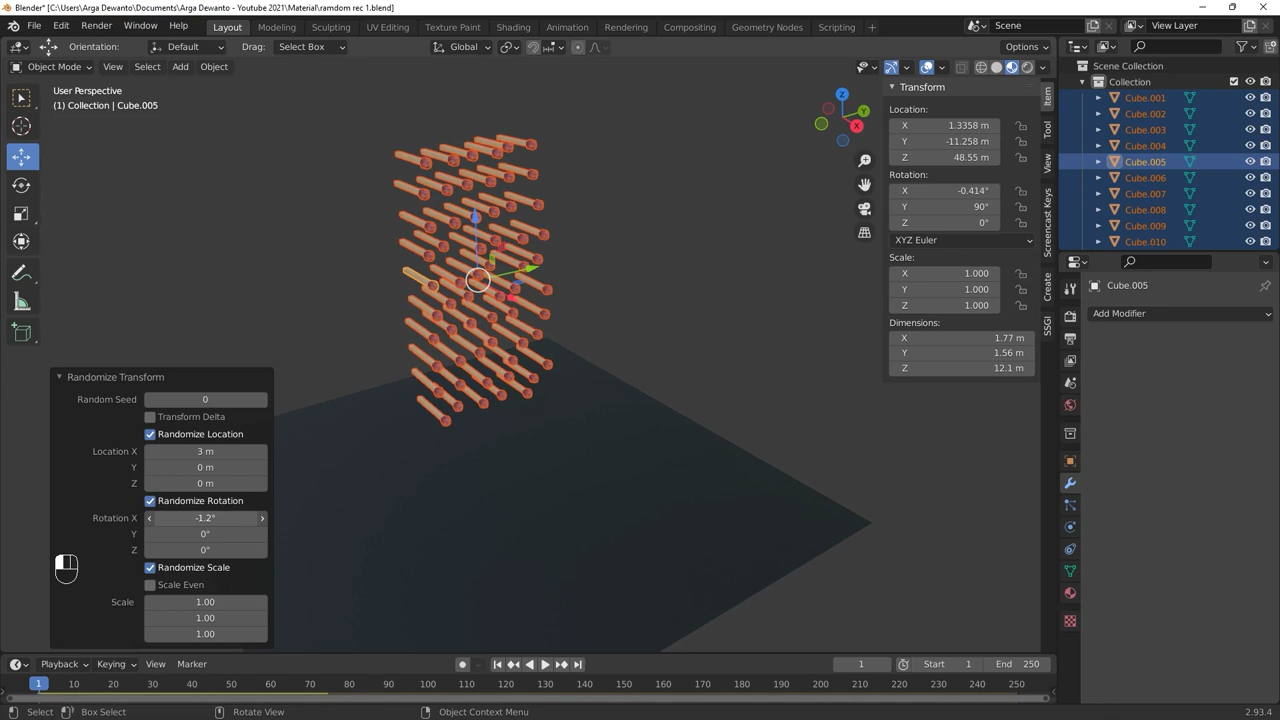 Blender* [C:\Users\Arga Dewanto\Documents\Arga Dewanto - Youtube 2021\Material\ramdom rec 1.blend]
File Edit Render Window Help Layout Modeling Sculpting UV Editing Texture Paint Shading Animation Rendering Compositing Geometry Nodes Scripting + Scene View Layer
Orientation: Default Drag: Select Box Global Options
Object Mode View Select Add Object
User Perspective
(1) Collection | Cube.005
Z
Y
X
Transform
Location:
X 1.3358 m
Y -11.258 m
Z 48.55 m
Rotation:
X -0.414°
Y 90°
Z 0°
XYZ Euler
Scale:
X 1.000
Y 1.000
Z 1.000
Dimensions:
X 1.77 m
Y 1.56 m
Z 12.1 m
Item
Tool
View
Screencast Keys
Create
SSGI
Scene Collection
Collection
Cube.001
Cube.002
Cube.003
Cube.004
Cube.005
Cube.006
Cube.007
Cube.008
Cube.009
Cube.010
Cube.005
Add Modifier
Randomize Transform
Random Seed 0
Transform Delta
Randomize Location
Location X 3 m
Y 0 m
Z 0 m
Randomize Rotation
Rotation X -1.2°
Y 0°
Z 0°
Randomize Scale
Scale Even
Scale 1.00
1.00
1.00
Playback Keying View Marker 1 Start 1 End 250
1 10 20 30 40 50 60 70 80 90 100 110 120 130 140 150 160 170 180 190 200 210 220 230 240 250
Select Box Select Rotate View Object Context Menu 2.93.4